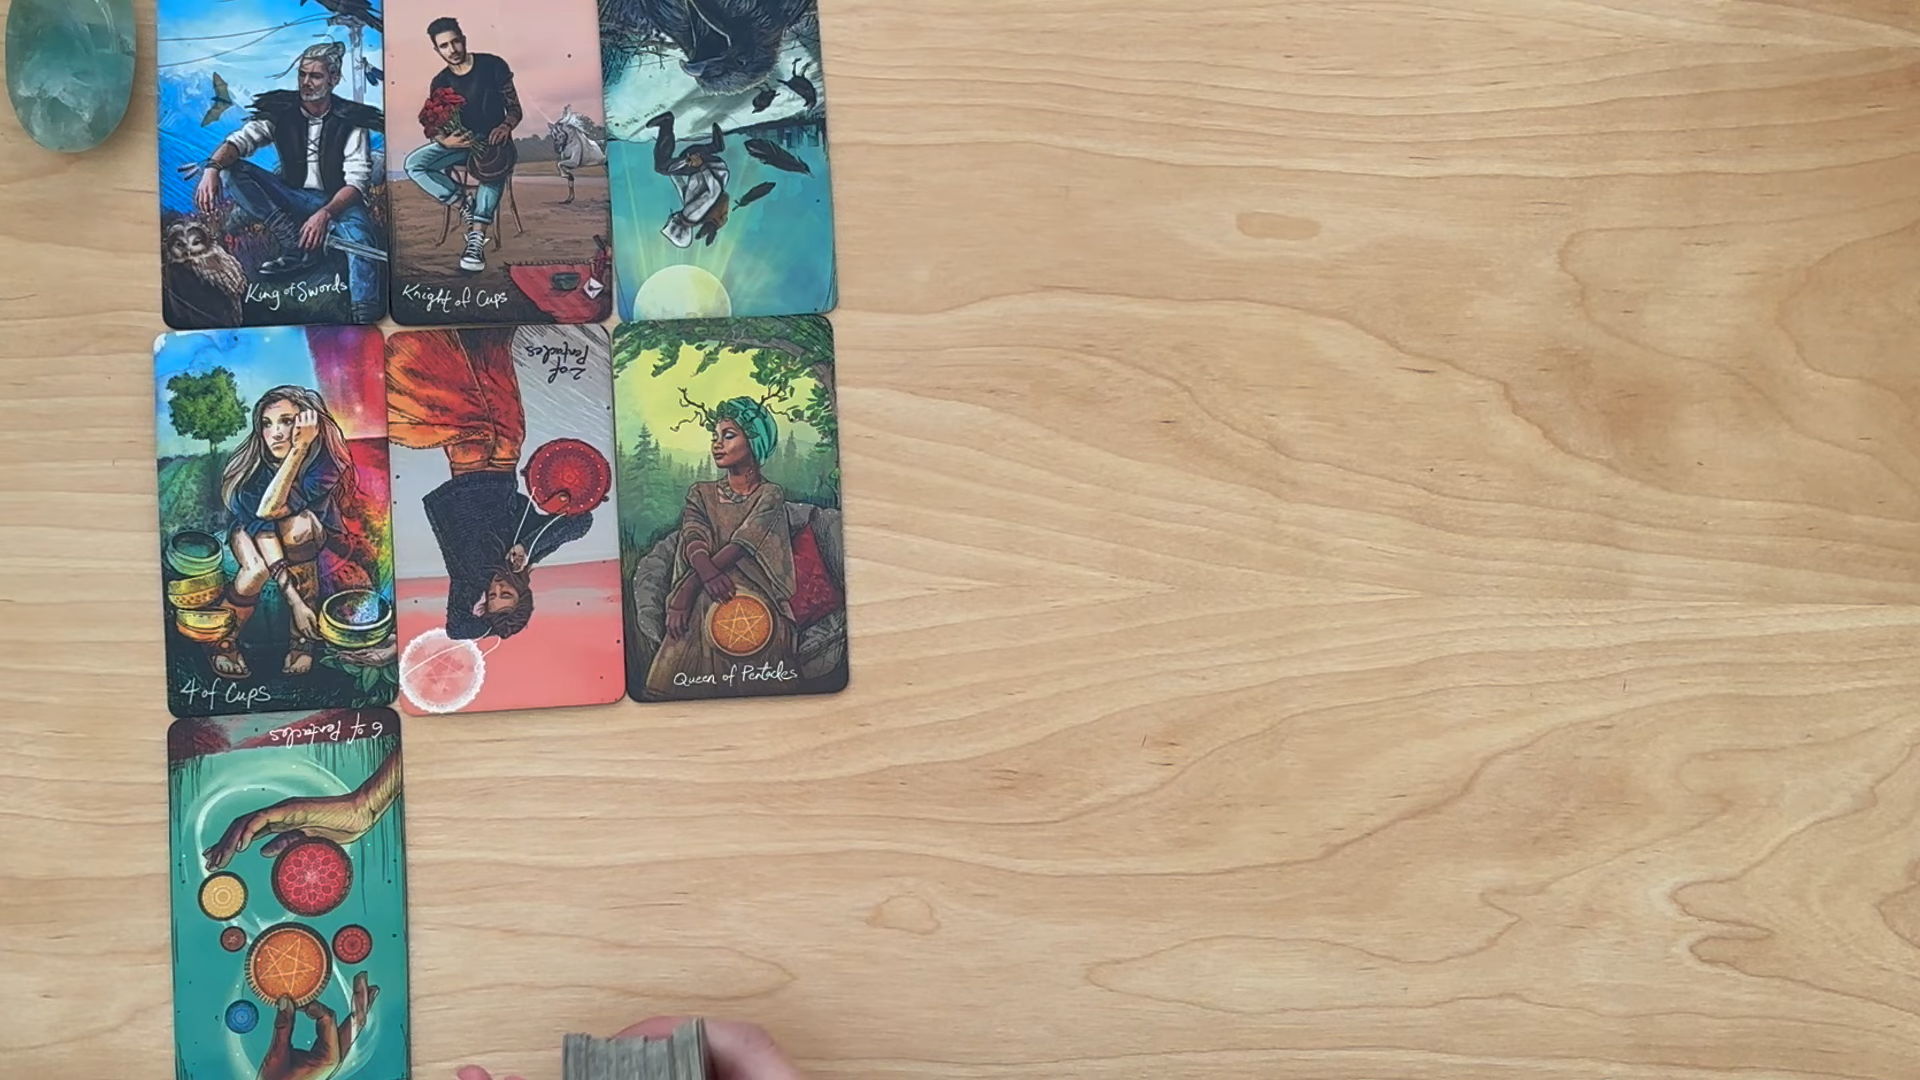 King of Swords
Knight of Cups
2 of
Pentacles
4 of Cups
Queen of Pentacles
6 of Pentacles